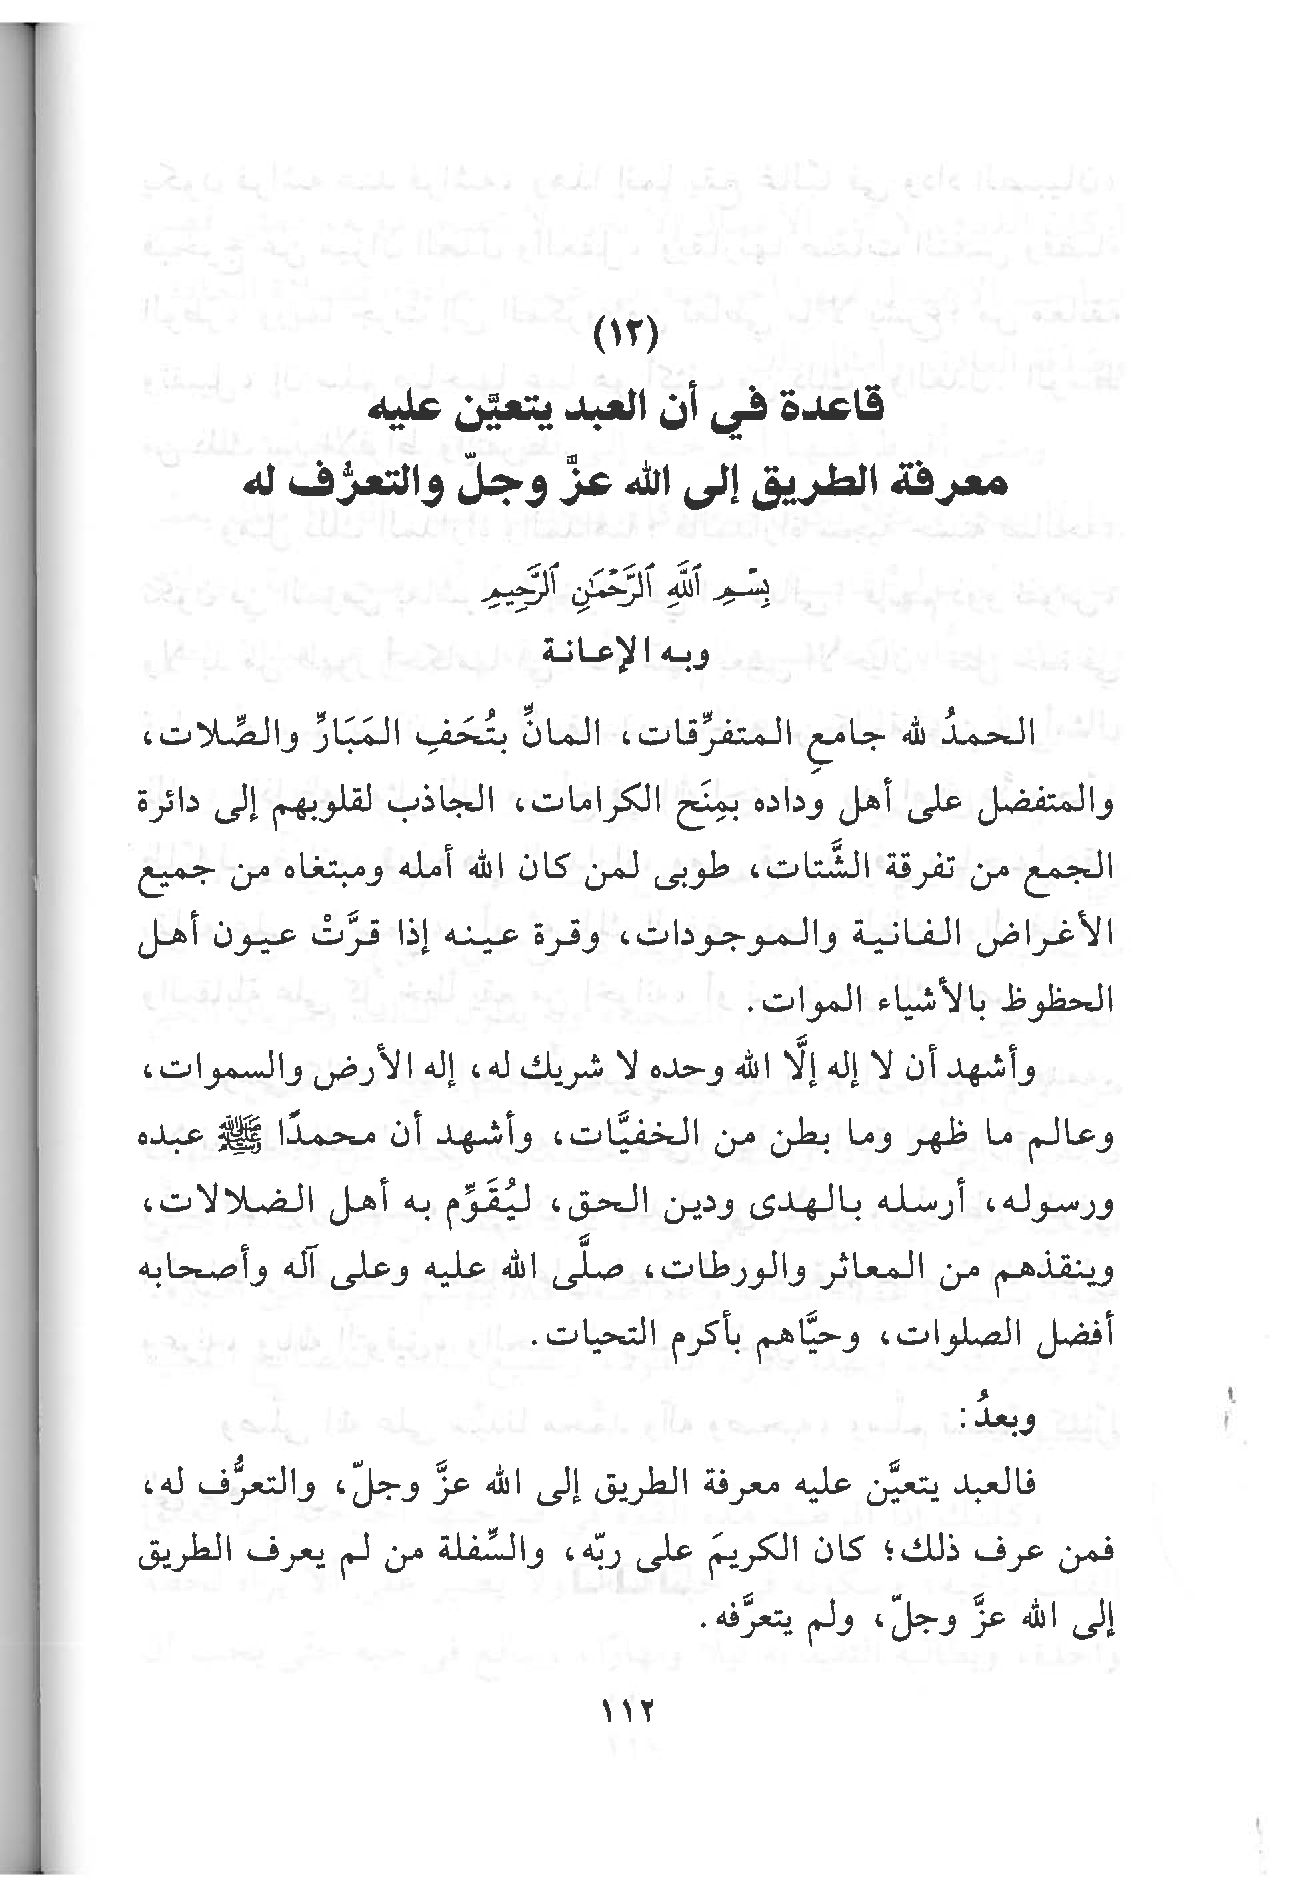 (١٢)
قاعدة في أن العبد يتعيَّن عليه
معرفة الطريق إلى الله عزَّ وجلّ والتعرُّف له
بِسْمِ ٱللَّهِ ٱلرَّحْمَٰنِ ٱلرَّحِيمِ
وبه الإعانة
الحمدُ لله جامعِ المتفرِّقات، المانِّ بتُحَفِ المَبَارِّ والصِّلات،
والمتفضل على أهل وداده بمِنَح الكرامات، الجاذب لقلوبهم إلى دائرة
الجمع من تفرقة الشَّتات، طوبى لمن كان الله أمله ومبتغاه من جميع
الأغراض الفانية والموجودات، وقرة عينه إذا قرَّتْ عيون أهل
الحظوظ بالأشياء الموات.
وأشهد أن لا إله إلَّا الله وحده لا شريك له، إله الأرض والسموات،
وعالم ما ظهر وما بطن من الخفيَّات، وأشهد أن محمدًا ﷺ عبده
ورسوله، أرسله بالهدى ودين الحق، ليُقَوِّم به أهل الضلالات،
وينقذهم من المعاثر والورطات، صلَّى الله عليه وعلى آله وأصحابه
أفضل الصلوات، وحيَّاهم بأكرم التحيات.
وبعدُ:
فالعبد يتعيَّن عليه معرفة الطريق إلى الله عزَّ وجلّ، والتعرُّف له،
فمن عرف ذلك؛ كان الكريمَ على ربّه، والسِّفلة من لم يعرف الطريق
إلى الله عزَّ وجلّ، ولم يتعرَّفه.
١١٢